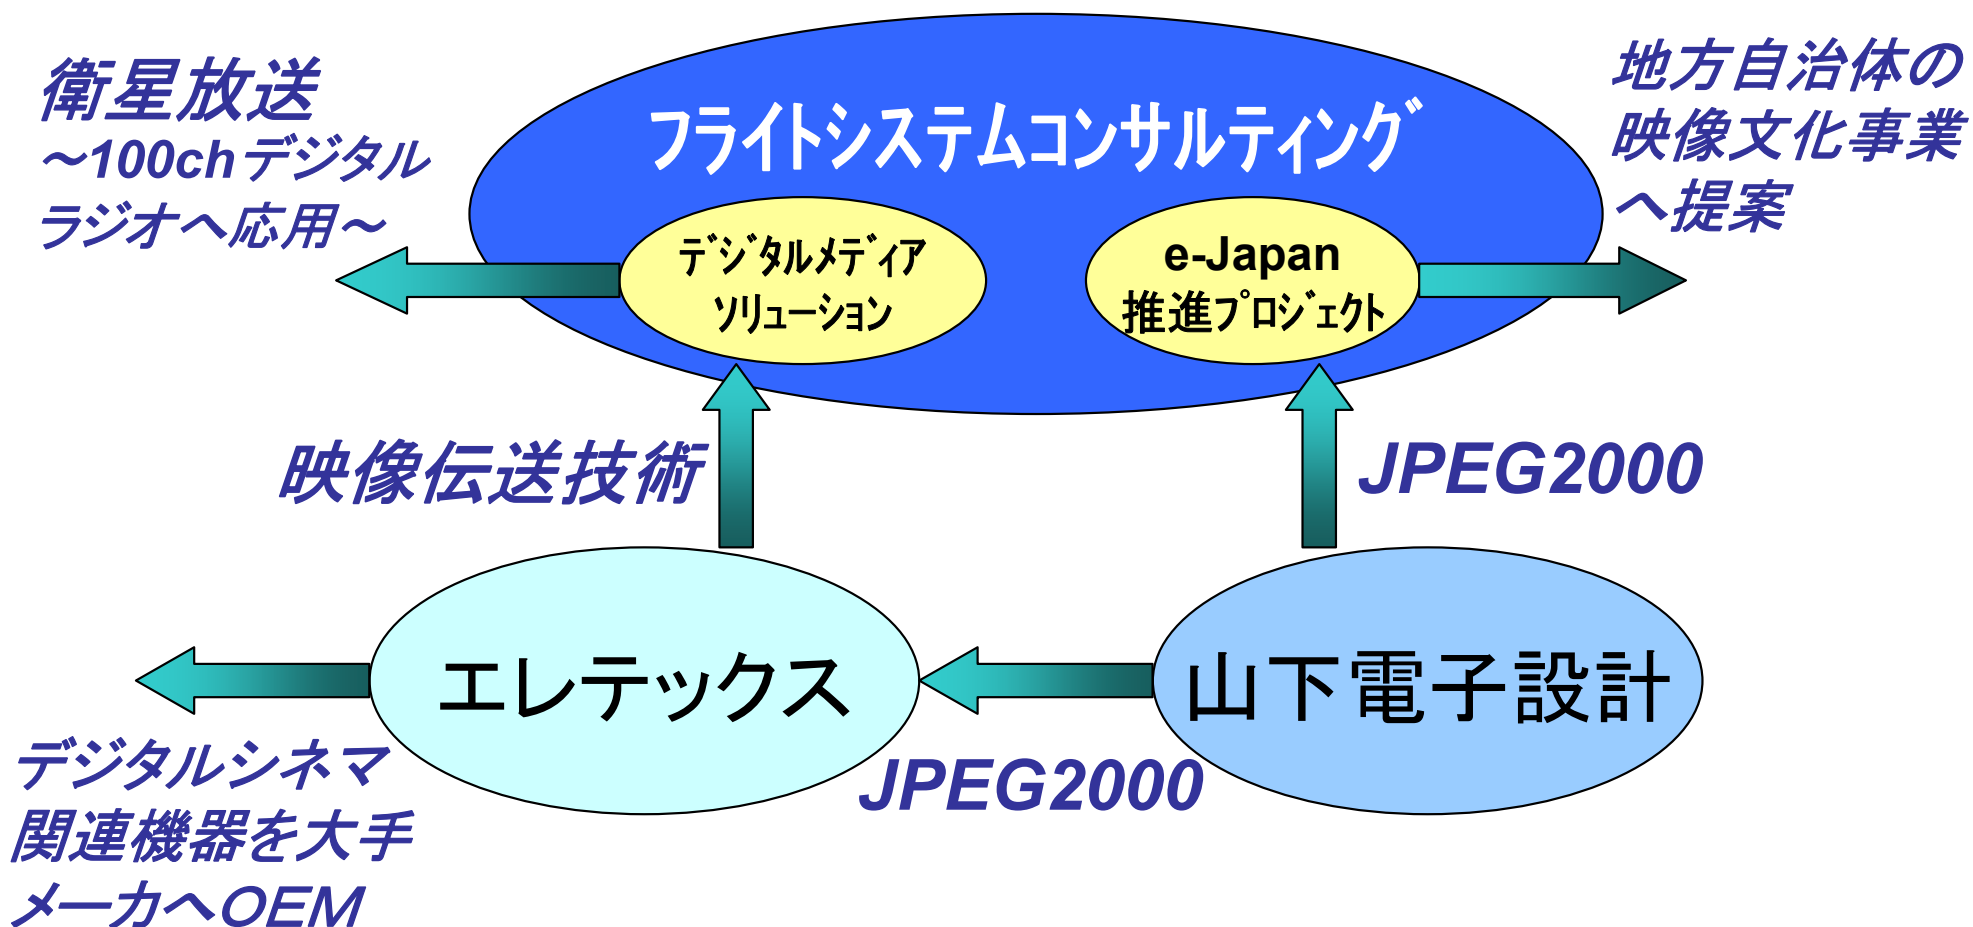 衛星放送
～100chデジタル
ラジオへ応用～
フライトシステムコンサルティング
地方自治体の
映像文化事業
へ提案
ﾃﾞｼﾞﾀﾙﾒﾃﾞｨｱ
ｿﾘｭｰｼｮﾝ
e-Japan
推進ﾌﾟﾛｼﾞｪｸﾄ
映像伝送技術
JPEG2000
エレテックス
山下電子設計
JPEG2000
デジタルシネマ
関連機器を大手
メーカへＯＥＭ